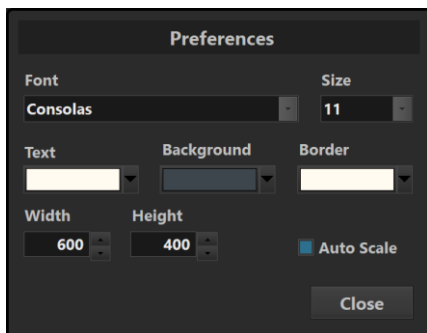 Preferences
Font Size
Consolas 11
Text Background Border
Width Height
600 400 Auto Scale
Close